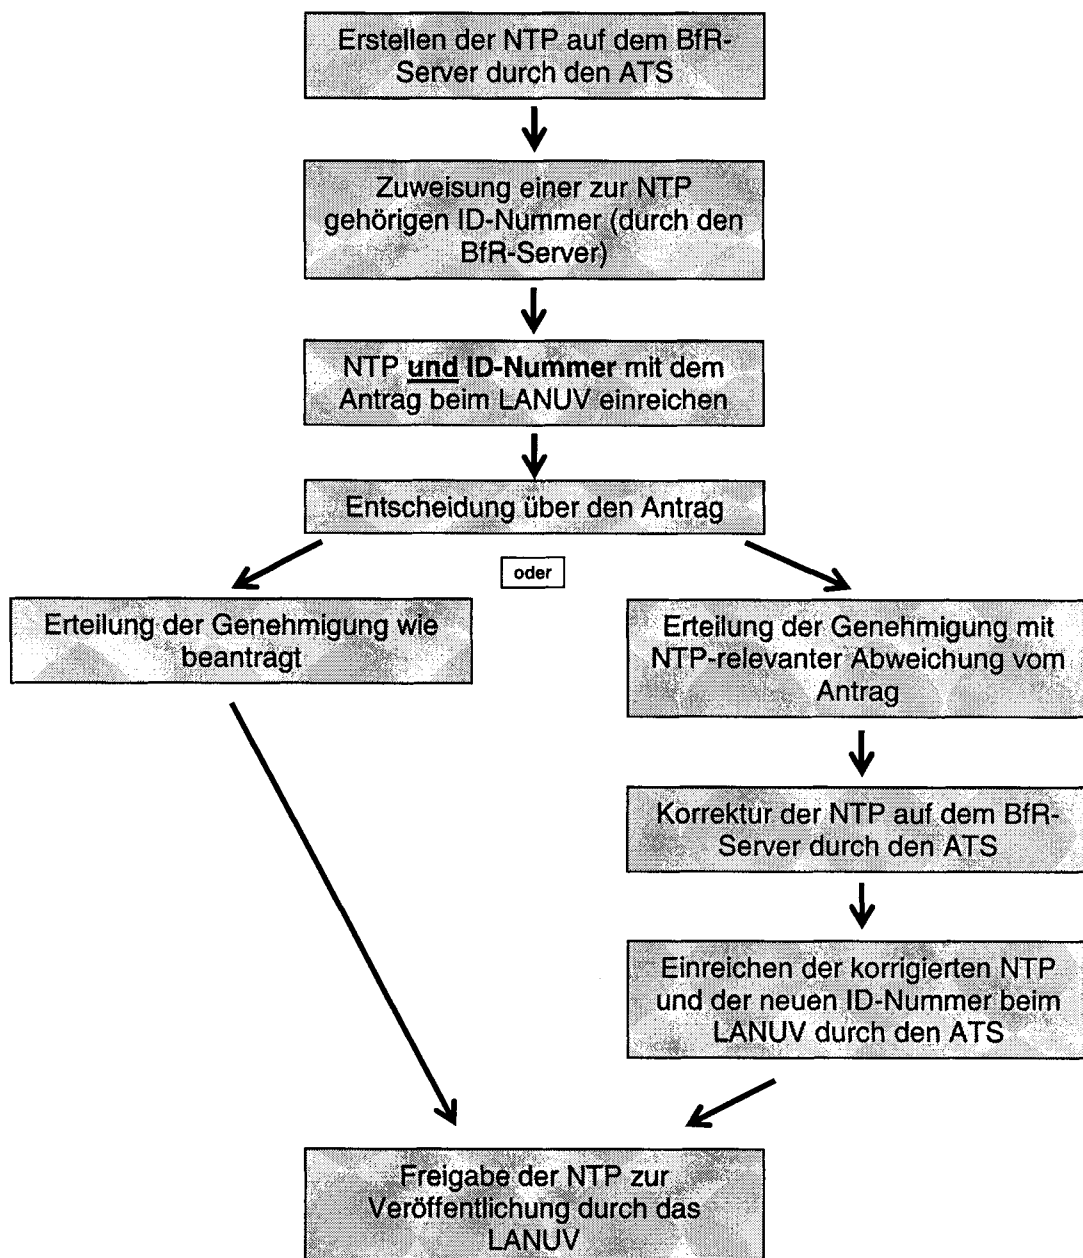 Erstellen der NTP auf dem BfR-
Server durch den ATS
Zuweisung einer zur NTP
gehörigen ID-Nummer (durch den
BfR-Server)
NTP und ID-Nummer mit dem
Antrag beim LANUV einreichen
Entscheidung über den Antrag
oder
Erteilung der Genehmigung wie
beantragt
Erteilung der Genehmigung mit
NTP-relevanter Abweichung vom
Antrag
Korrektur der NTP auf dem BfR-
Server durch den ATS
Einreichen der korrigierten NTP
und der neuen ID-Nummer beim
LANUV durch den ATS
Freigabe der NTP zur
Veröffentlichung durch das
LANUV